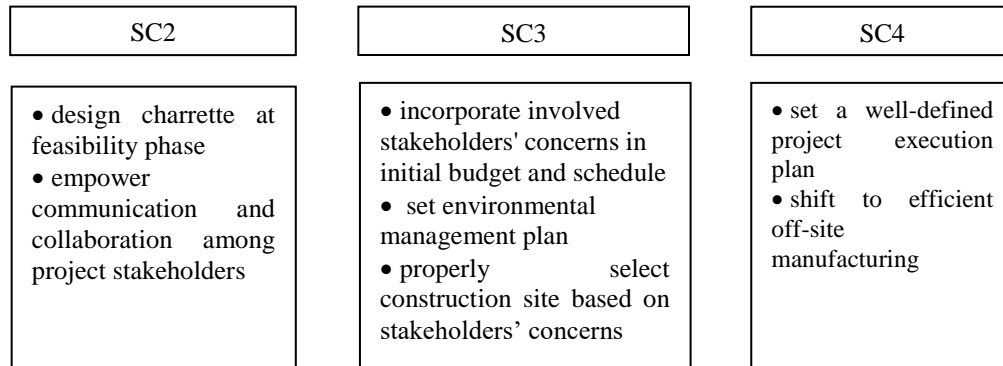 SC2
• design charrette at
feasibility phase
• empower
communication and
collaboration among
project stakeholders
SC3
• incorporate involved
stakeholders' concerns in
initial budget and schedule
• set environmental
management plan
• properly select
construction site based on
stakeholders’ concerns
SC4
• set a well-defined
project execution
plan
• shift to efficient
off-site
manufacturing